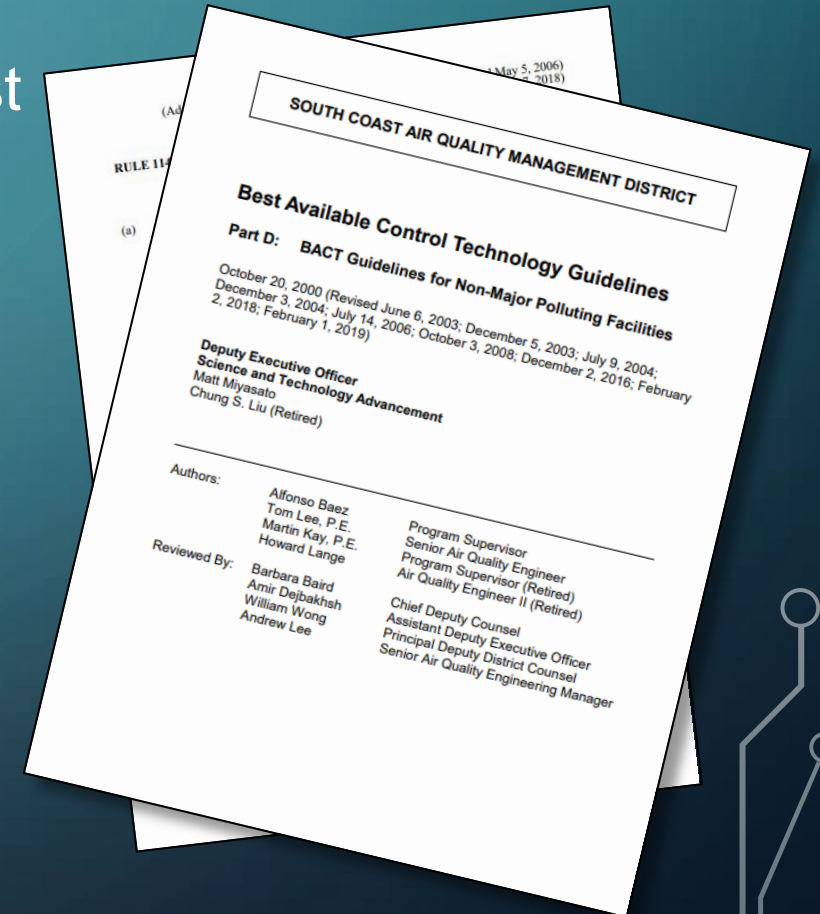 st
May 5, 2006)
2018)
(Ad
RULE 114
(a)
SOUTH COAST AIR QUALITY MANAGEMENT DISTRICT
Best Available Control Technology Guidelines
Part D: BACT Guidelines for Non-Major Polluting Facilities
October 20, 2000 (Revised June 6, 2003; December 5, 2003; July 9, 2004;
December 3, 2004; July 14, 2006; October 3, 2008; December 2, 2016; February
2, 2018; February 1, 2019)
Deputy Executive Officer
Science and Technology Advancement
Matt Miyasato
Chung S. Liu (Retired)
Authors:
Alfonso Baez Program Supervisor
Tom Lee, P.E. Senior Air Quality Engineer
Martin Kay, P.E. Program Supervisor (Retired)
Howard Lange Air Quality Engineer II (Retired)
Reviewed By:
Barbara Baird Chief Deputy Counsel
Amir Dejbakhsh Assistant Deputy Executive Officer
William Wong Principal Deputy District Counsel
Andrew Lee Senior Air Quality Engineering Manager